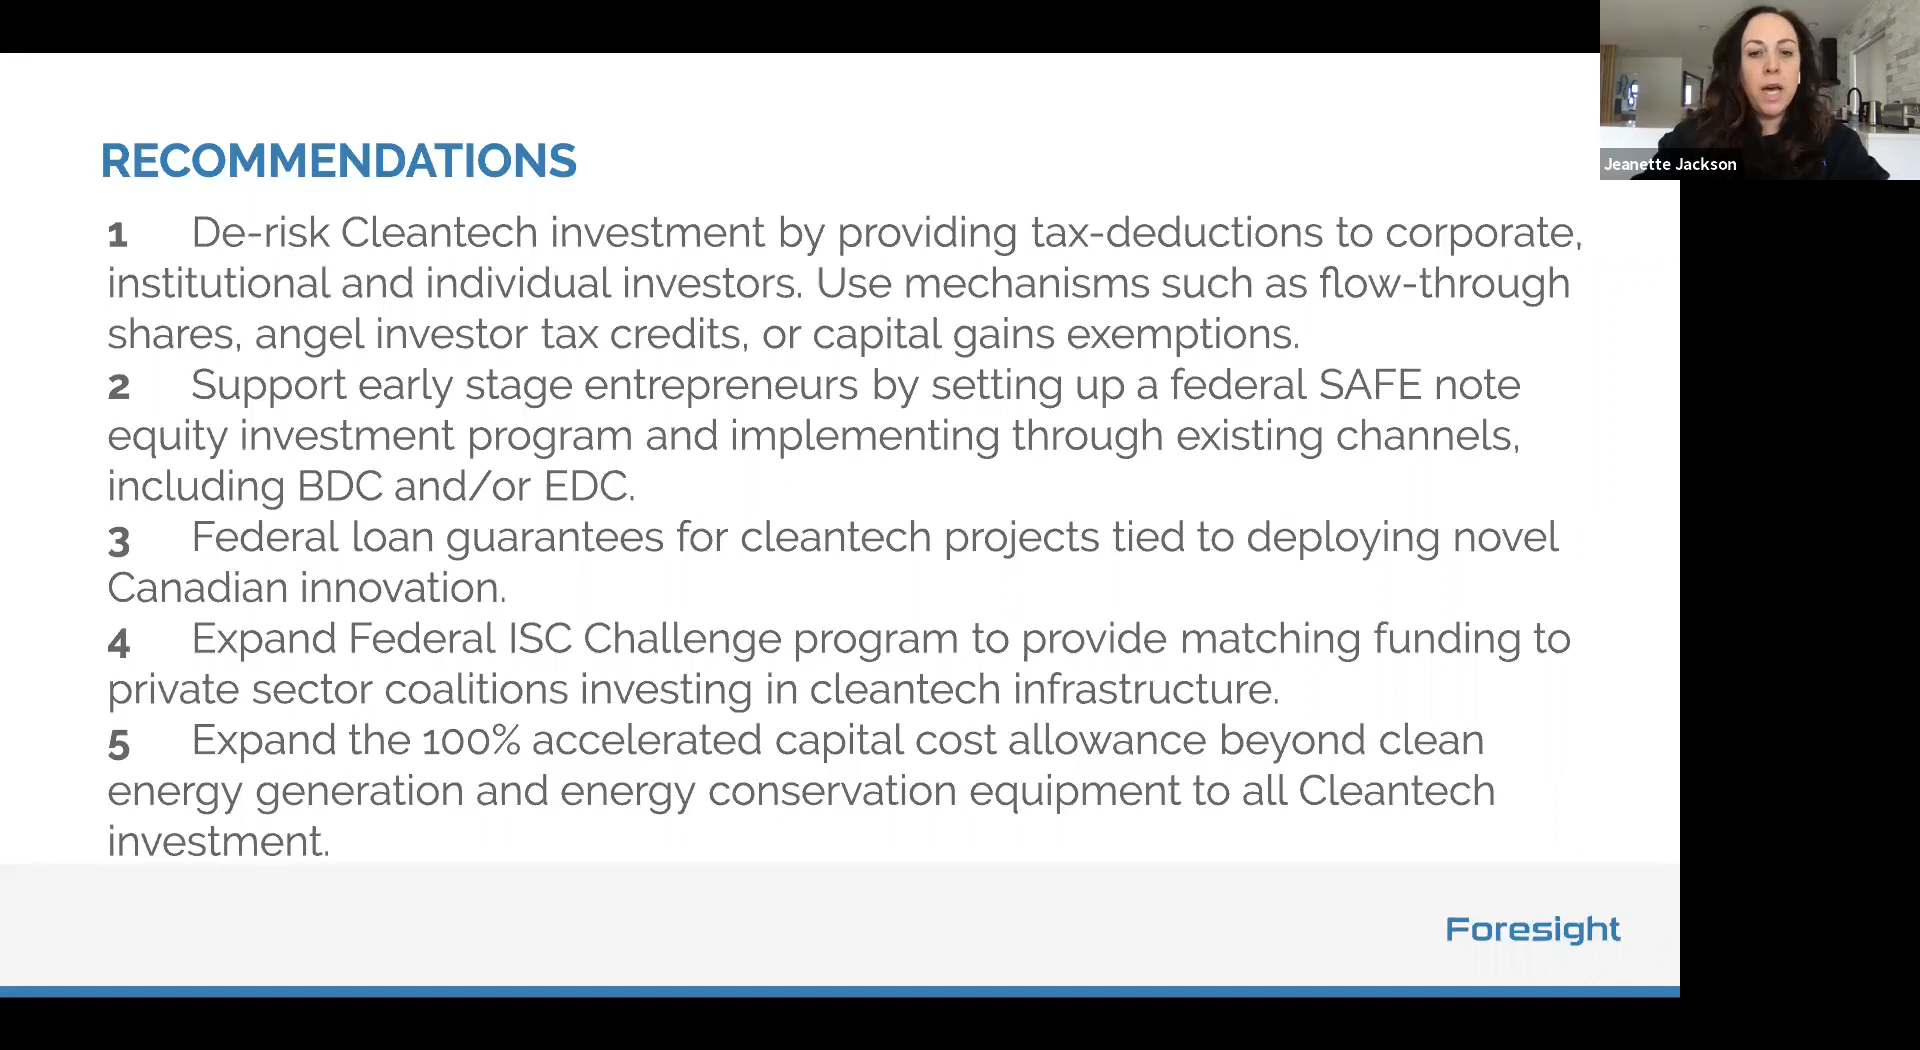 RECOMMENDATIONS
1 De-risk Cleantech investment by providing tax-deductions to corporate,
institutional and individual investors. Use mechanisms such as flow-through
shares, angel investor tax credits, or capital gains exemptions.
2 Support early stage entrepreneurs by setting up a federal SAFE note
equity investment program and implementing through existing channels,
including BDC and/or EDC.
3 Federal loan guarantees for cleantech projects tied to deploying novel
Canadian innovation.
4 Expand Federal ISC Challenge program to provide matching funding to
private sector coalitions investing in cleantech infrastructure.
5 Expand the 100% accelerated capital cost allowance beyond clean
energy generation and energy conservation equipment to all Cleantech
investment.
Foresight
Jeanette Jackson